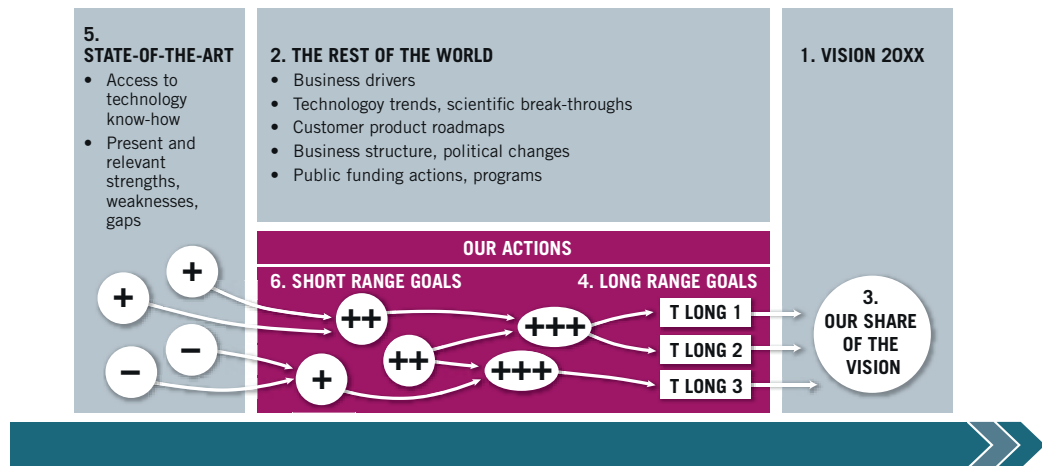 5.
STATE-OF-THE-ART
• Access to
technology
know-how
• Present and
relevant
strengths,
weaknesses,
gaps
2. THE REST OF THE WORLD
• Business drivers
• Technologoy trends, scientific break-throughs
• Customer product roadmaps
• Business structure, political changes
• Public funding actions, programs
1. VISION 20XX
OUR ACTIONS
6. SHORT RANGE GOALS
4. LONG RANGE GOALS
+
+
−
−
++
++
+
+++
+++
T LONG 1
T LONG 2
T LONG 3
3.
OUR SHARE
OF THE
VISION